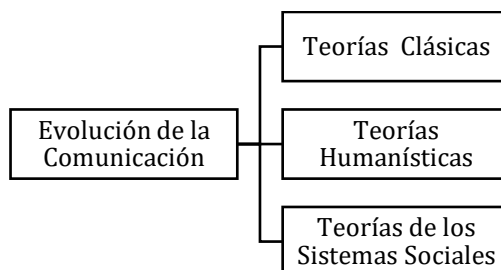 Teorías Clásicas
Evolución de la
Comunicación
Teorías
Humanísticas
Teorías de los
Sistemas Sociales